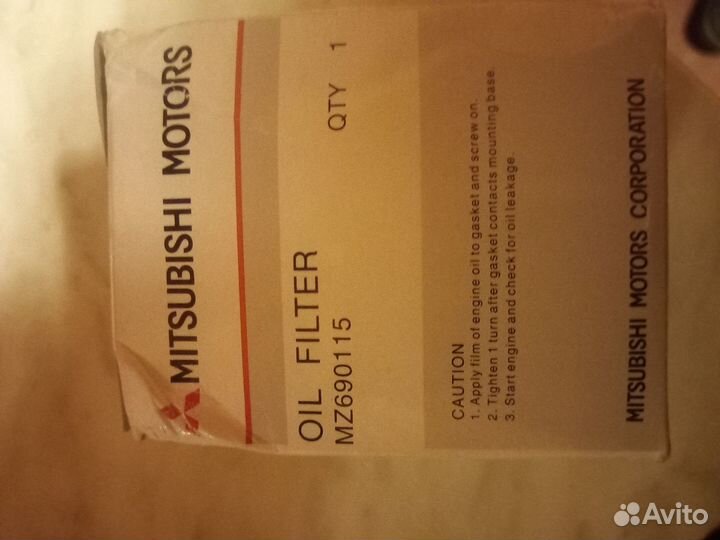 MITSUBISHI MOTORS
OIL FILTER
MZ690115 QTY 1
CAUTION
1. Apply film of engine oil to gasket and screw on.
2. Tighten 1 turn after gasket contacts mounting base.
3. Start engine and check for oil leakage.
MITSUBISHI MOTORS CORPORATION
Avito